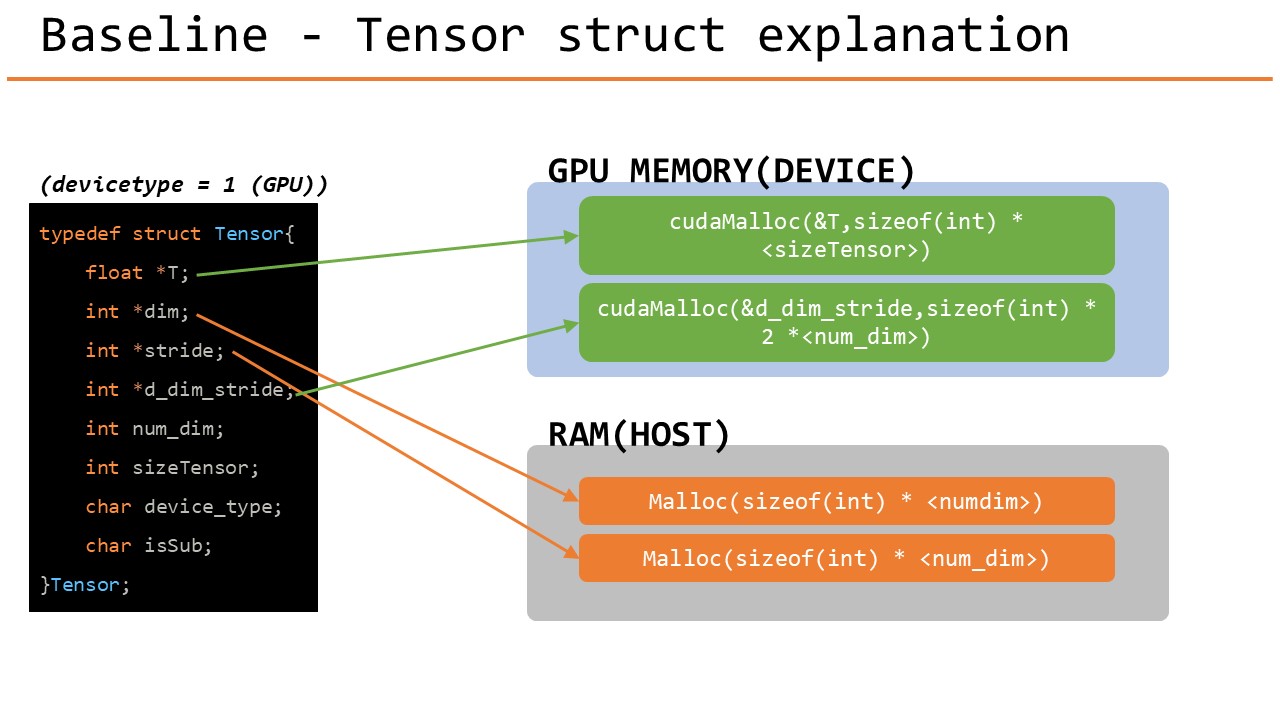 Baseline - Tensor struct explanation
(devicetype = 1 (GPU))
typedef struct Tensor{
float *T;
int *dim;
int *stride;
int *d_dim_stride;
int num_dim;
int sizeTensor;
char device_type;
char isSub;
}Tensor;
GPU MEMORY(DEVICE)
cudaMalloc(&T,sizeof(int) *
<sizeTensor>)
cudaMalloc(&d_dim_stride,sizeof(int) *
2 *<num_dim>)
RAM(HOST)
Malloc(sizeof(int) * <numdim>)
Malloc(sizeof(int) * <num_dim>)